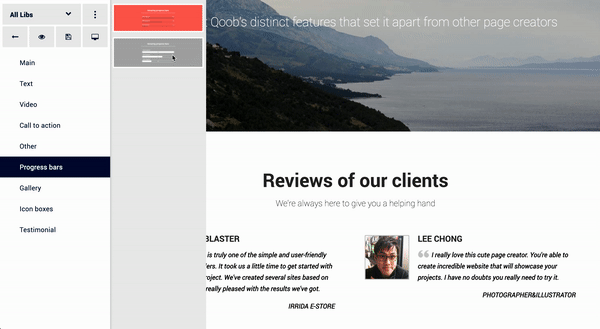 All Libs
Main
Text
Video
Call to action
Other
Progress bars
Gallery
Icon boxes
Testimonial
Qoob's distinct features that set it apart from other page creators
Reviews of our clients
We're always here to give you a helping hand
BLASTER
is truly one of the simple and user-friendly
It took us a little time to get started with
We've created several sites based on
really pleased with the results we've got.
IRRIDA E-STORE
LEE CHONG
I really love this cute page creator. You're able to
create incredible website that will showcase your
projects. I have no doubts you really need to try it.
PHOTOGRAPHER&ILLUSTRATOR